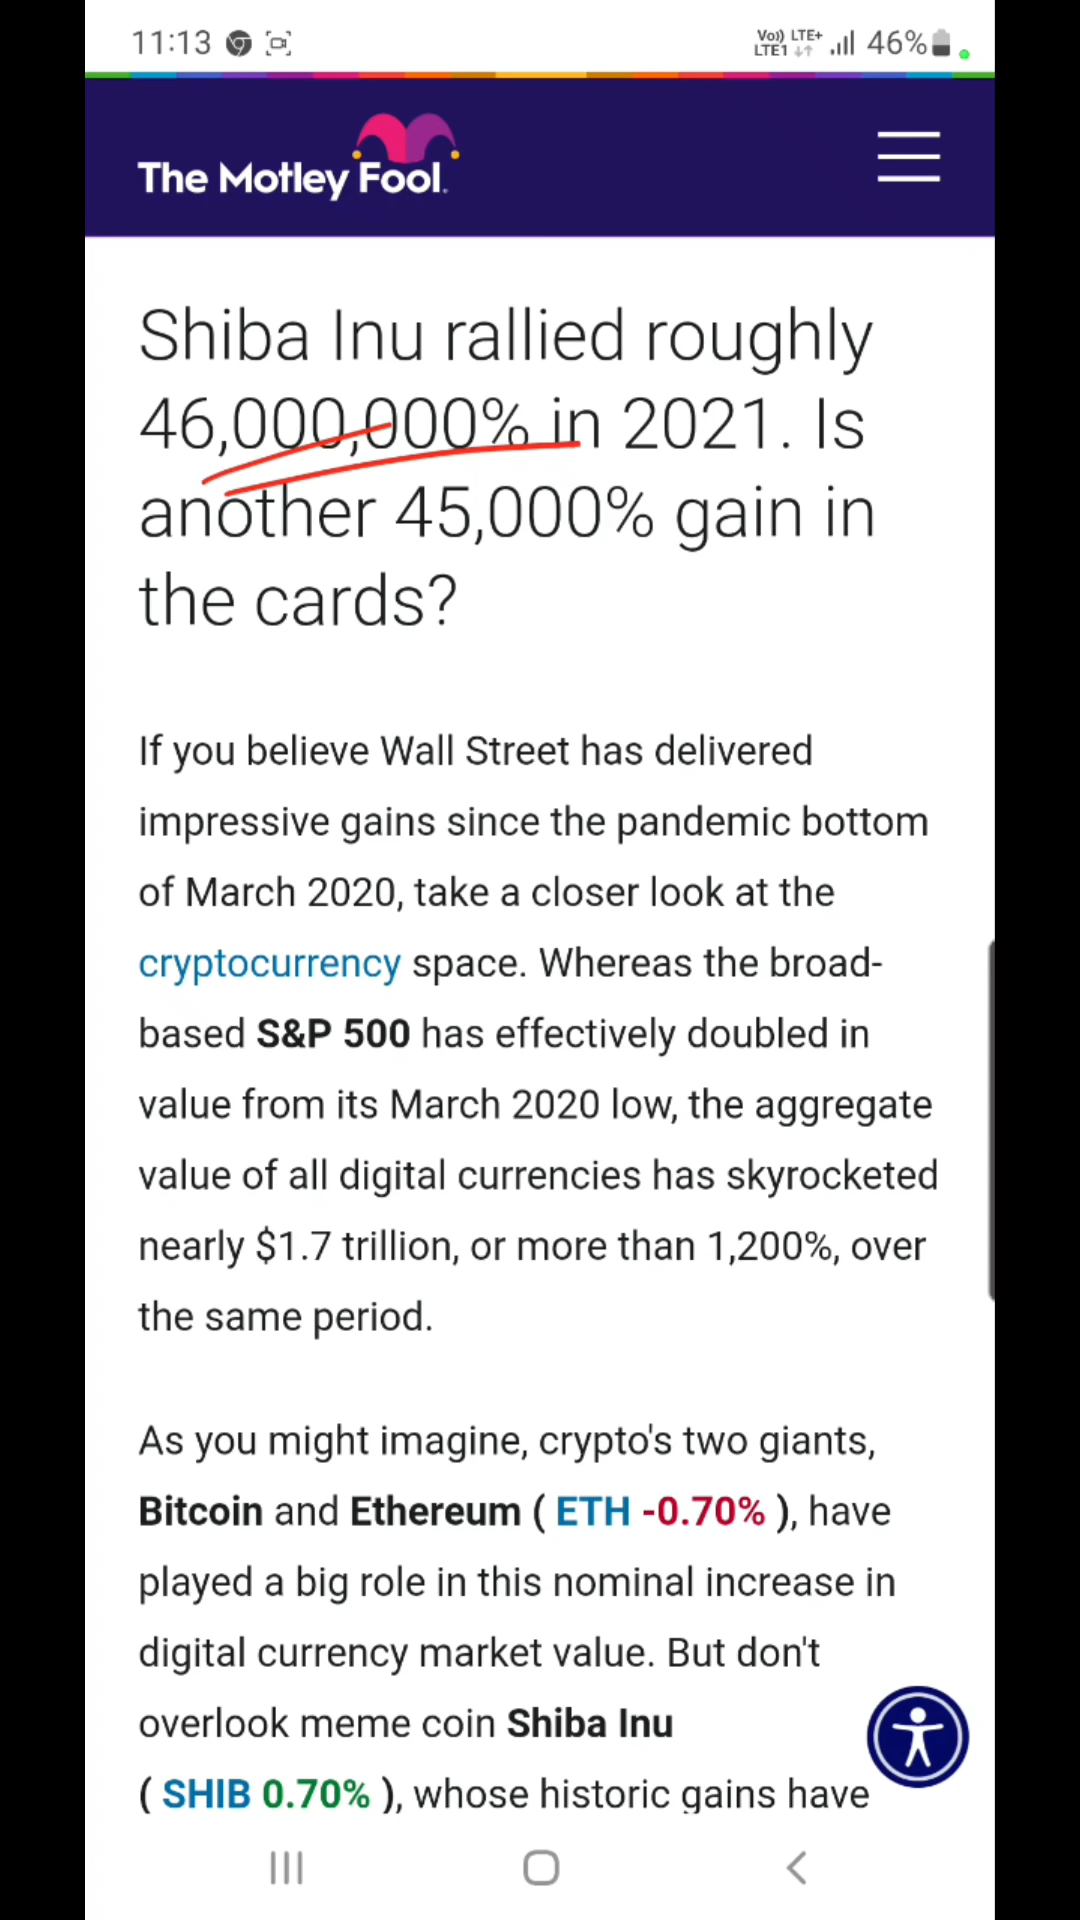 11:13
Vo)) LTE+
LTE1
46%
The Motley Fool.
Shiba Inu rallied roughly
46,000,000% in 2021. Is
another 45,000% gain in
the cards?
If you believe Wall Street has delivered
impressive gains since the pandemic bottom
of March 2020, take a closer look at the
cryptocurrency space. Whereas the broad-
based S&P 500 has effectively doubled in
value from its March 2020 low, the aggregate
value of all digital currencies has skyrocketed
nearly $1.7 trillion, or more than 1,200%, over
the same period.
As you might imagine, crypto's two giants,
Bitcoin and Ethereum ( ETH -0.70% ), have
played a big role in this nominal increase in
digital currency market value. But don't
overlook meme coin Shiba Inu
( SHIB 0.70% ), whose historic gains have